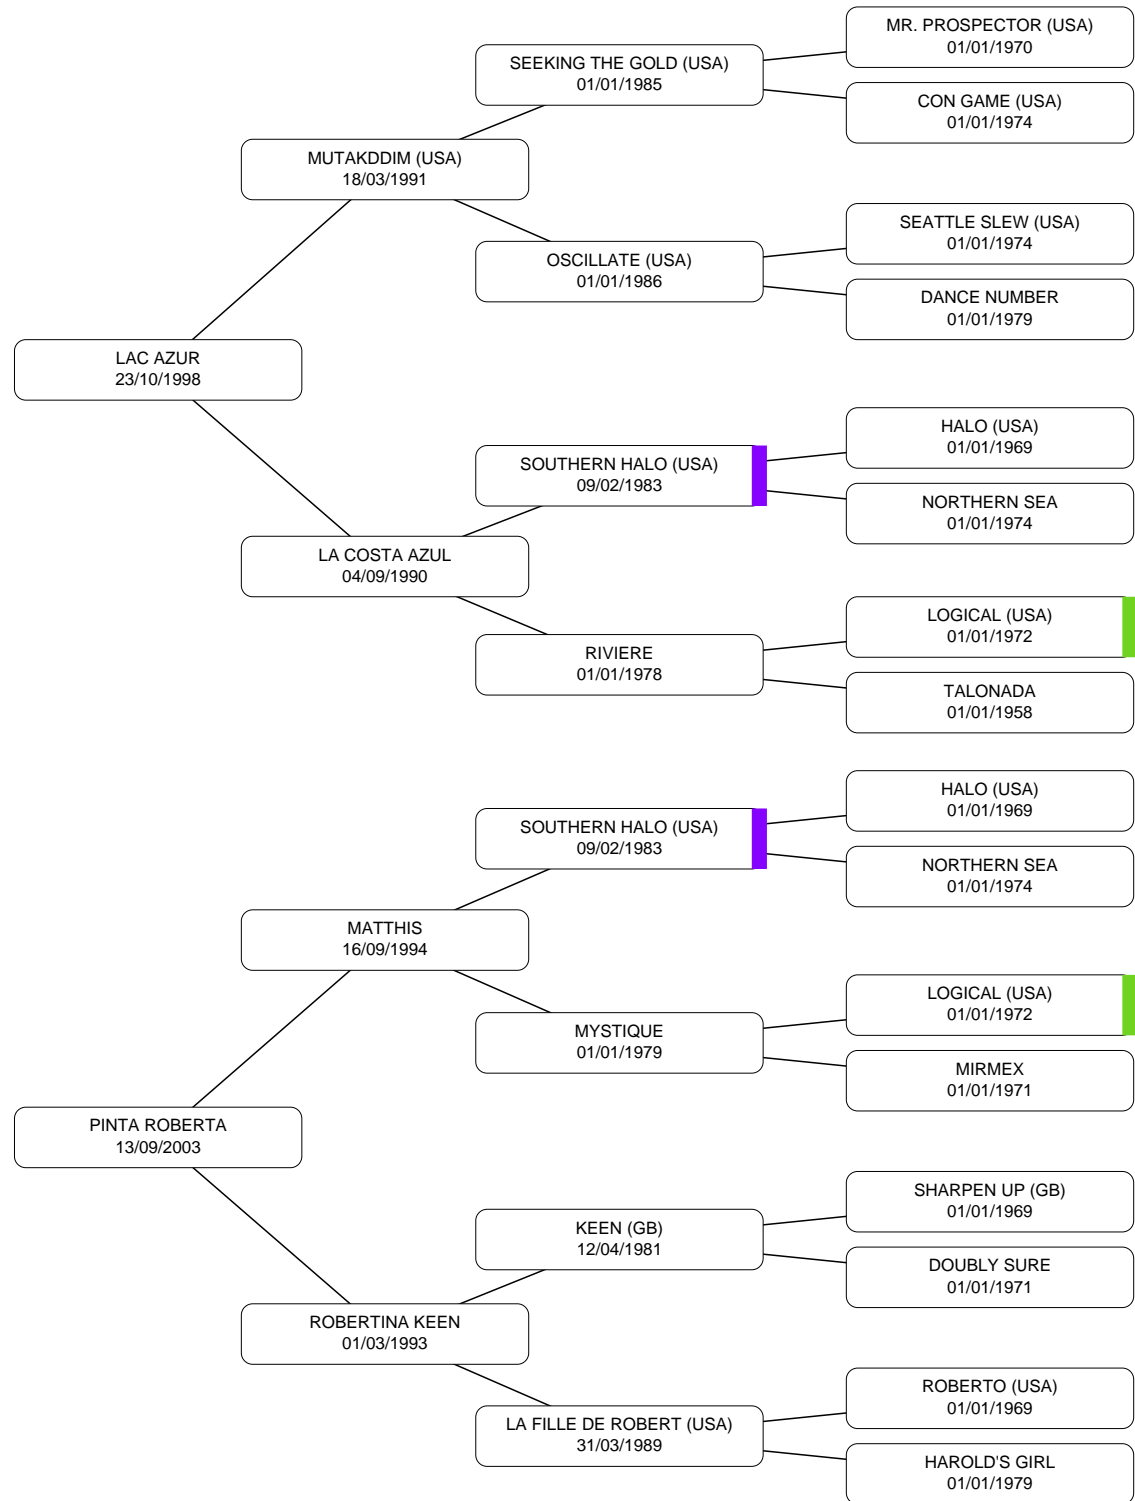 MR. PROSPECTOR (USA)
01/01/1970
SEEKING THE GOLD (USA)
01/01/1985
CON GAME (USA)
01/01/1974
MUTAKDDIM (USA)
18/03/1991
SEATTLE SLEW (USA)
01/01/1974
OSCILLATE (USA)
01/01/1986
DANCE NUMBER
01/01/1979
LAC AZUR
23/10/1998
HALO (USA)
01/01/1969
SOUTHERN HALO (USA)
09/02/1983
NORTHERN SEA
01/01/1974
LA COSTA AZUL
04/09/1990
LOGICAL (USA)
01/01/1972
RIVIERE
01/01/1978
TALONADA
01/01/1958
HALO (USA)
01/01/1969
SOUTHERN HALO (USA)
09/02/1983
NORTHERN SEA
01/01/1974
MATTHIS
16/09/1994
LOGICAL (USA)
01/01/1972
MYSTIQUE
01/01/1979
MIRMEX
01/01/1971
PINTA ROBERTA
13/09/2003
SHARPEN UP (GB)
01/01/1969
KEEN (GB)
12/04/1981
DOUBLY SURE
01/01/1971
ROBERTINA KEEN
01/03/1993
ROBERTO (USA)
01/01/1969
LA FILLE DE ROBERT (USA)
31/03/1989
HAROLD'S GIRL
01/01/1979